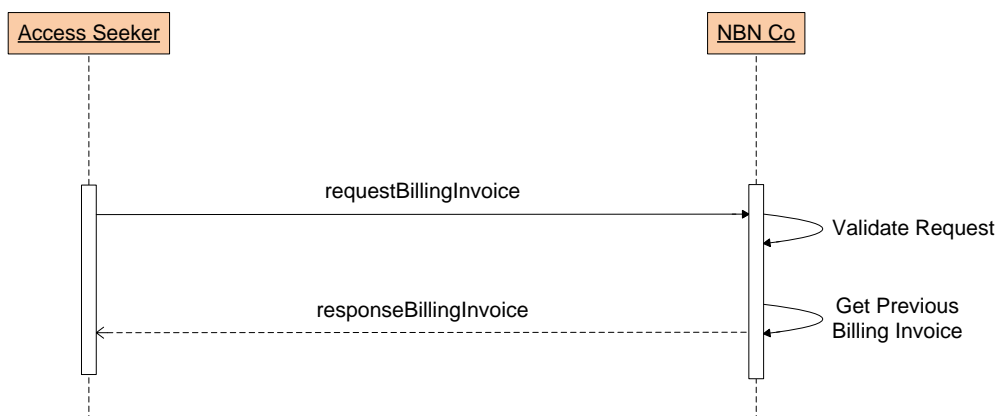 Access Seeker
NBN Co
requestBillingInvoice
Validate Request
responseBillingInvoice
Get Previous
Billing Invoice